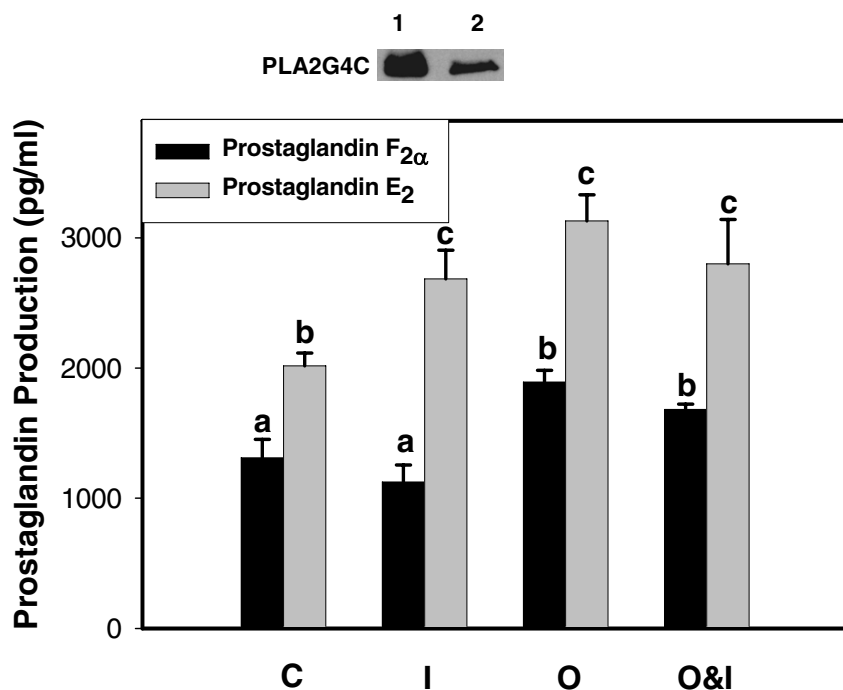 1 2
PLA2G4C
Prostaglandin Production (pg/ml)
Prostaglandin F2α
Prostaglandin E2
3000
2000
1000
0
a b
a c
b c
b c
C I O O&I